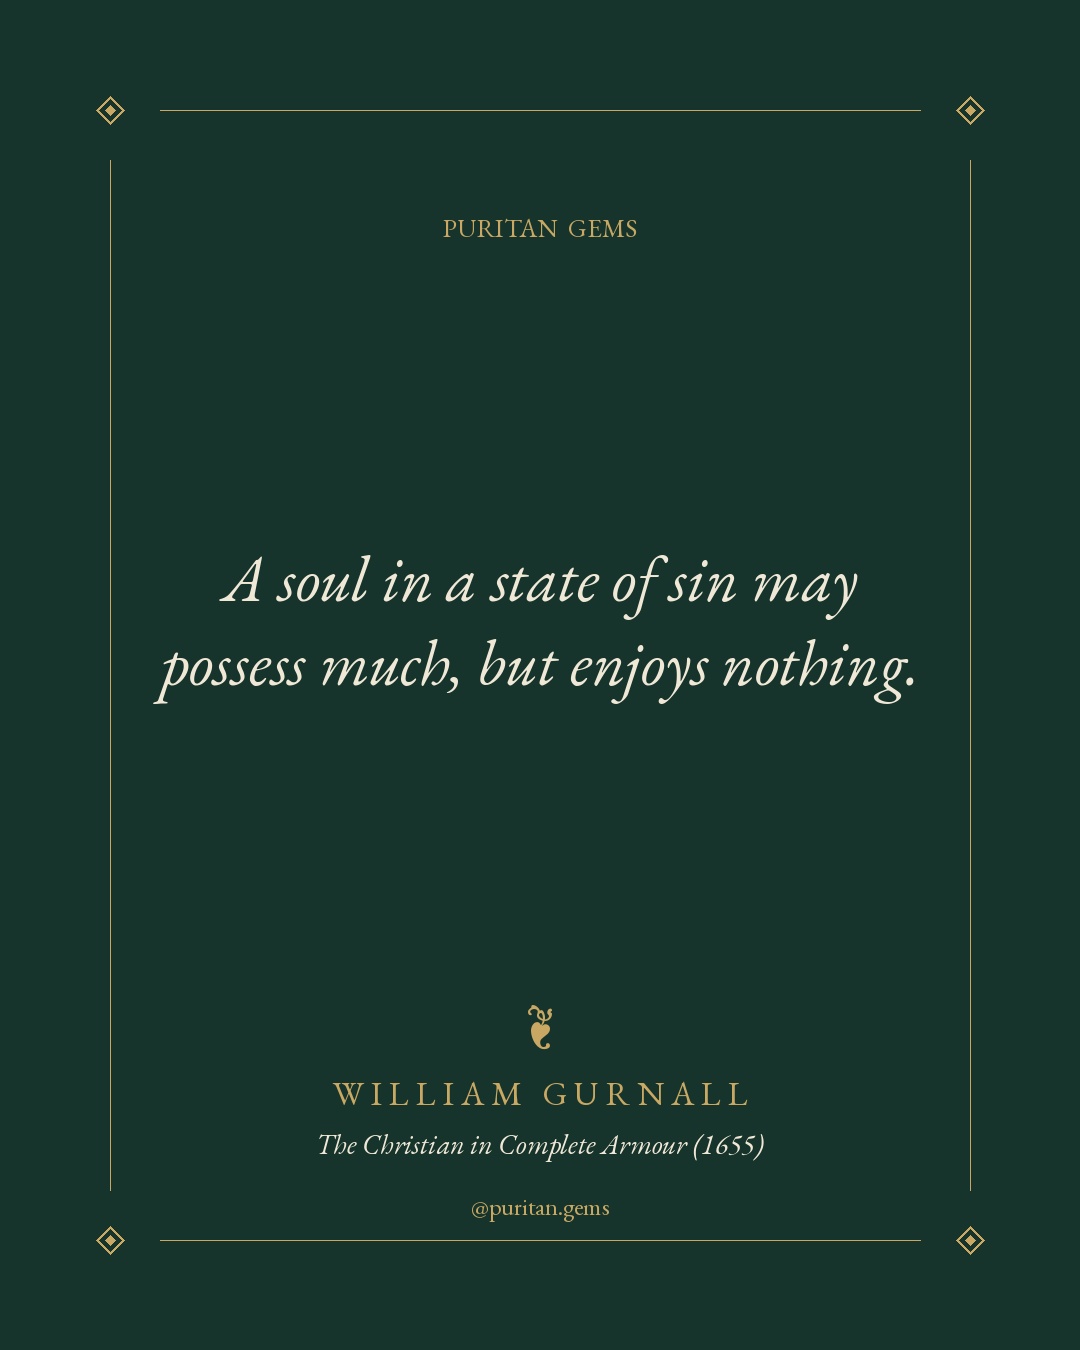 PURITAN GEMS
A soul in a state of sin may
possess much, but enjoys nothing.
WILLIAM GURNALL
The Christian in Complete Armour (1655)
@puritan.gems